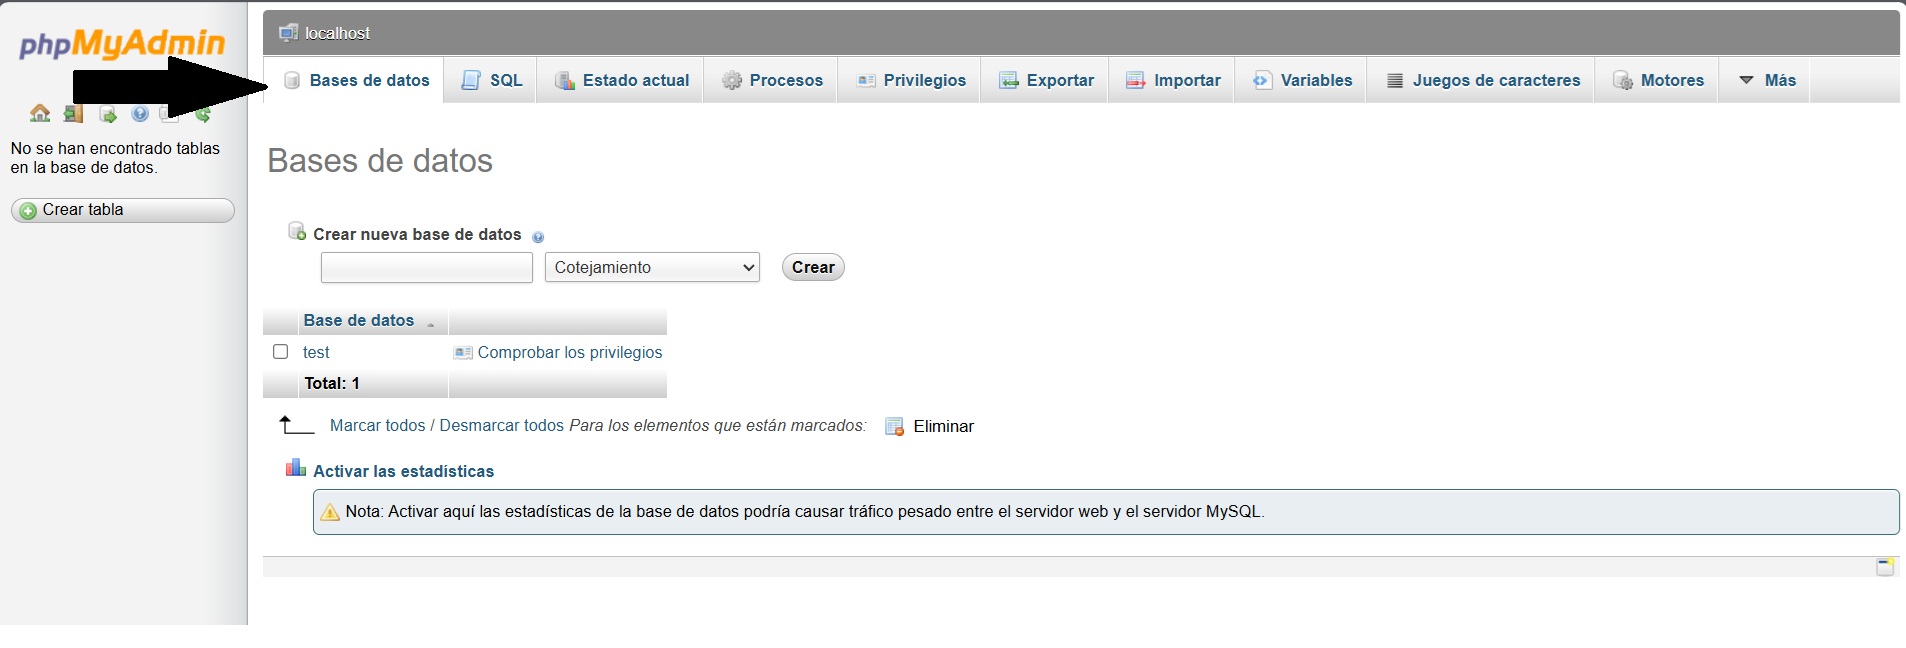 phpMyAdmin
localhost
Bases de datos
SQL
Estado actual
Procesos
Privilegios
Exportar
Importar
Variables
Juegos de caracteres
Motores
Más
No se han encontrado tablas
en la base de datos.
Crear tabla
Bases de datos
Crear nueva base de datos
Cotejamiento
Crear
Base de datos
test
Comprobar los privilegios
Total: 1
Marcar todos / Desmarcar todos Para los elementos que están marcados:
Eliminar
Activar las estadísticas
Nota: Activar aquí las estadísticas de la base de datos podría causar tráfico pesado entre el servidor web y el servidor MySQL.